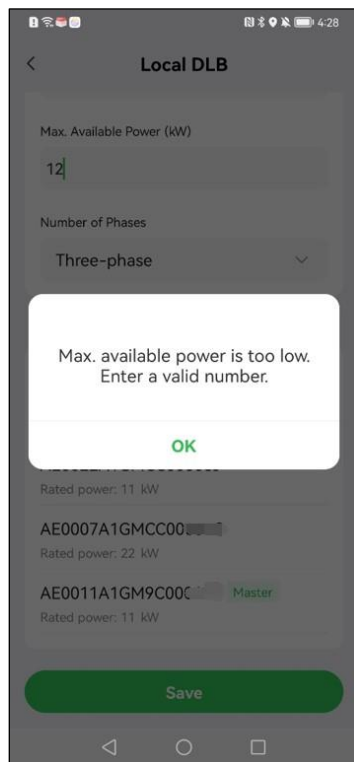 4:28
Local DLB
Max. Available Power (kW)
12
Number of Phases
Three-phase
Max. available power is too low.
Enter a valid number.
OK
Rated power: 11 kW
AE0007A1GMCC00
Rated power: 22 kW
AE0011A1GM9C000
Master
Rated power: 11 kW
Save